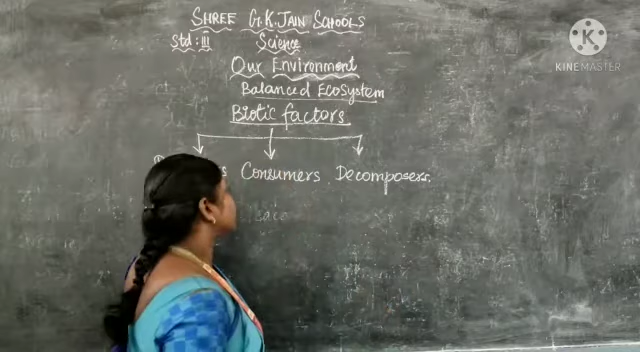 SHREE G.K. JAIN SCHOOLS
Std : III Science
Our Environment
Balanced EcoSystem
Biotic factors
Consumers Decomposers.
K
KINEMASTER